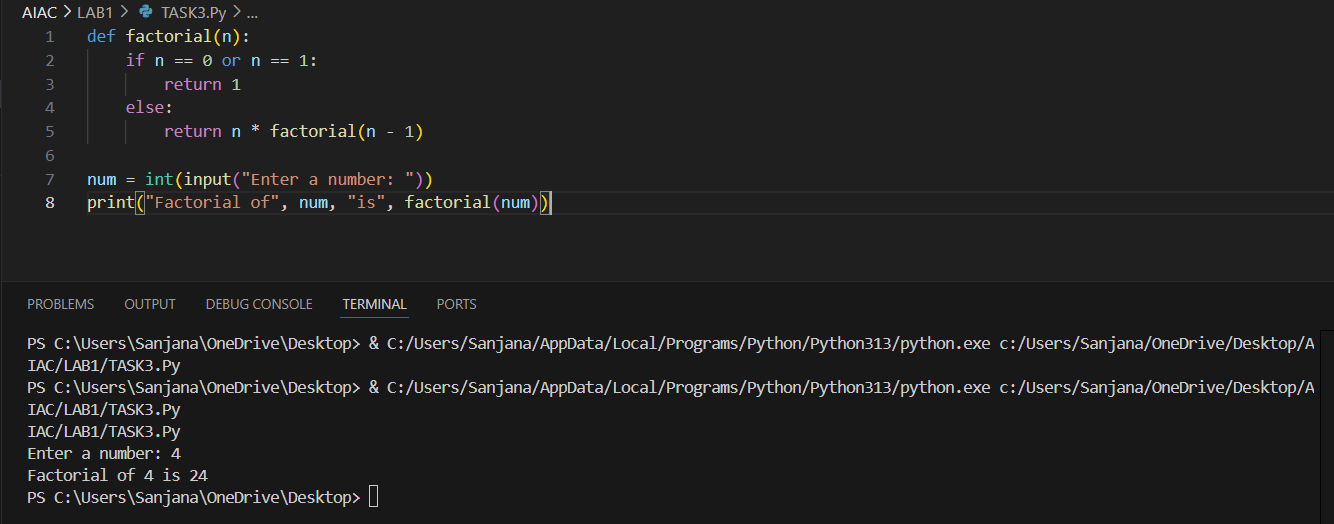 AIAC > LAB1 > TASK3.Py > ...
1 def factorial(n):
2     if n == 0 or n == 1:
3         return 1
4     else:
5         return n * factorial(n - 1)
6
7 num = int(input("Enter a number: "))
8 print("Factorial of", num, "is", factorial(num))
PROBLEMS OUTPUT DEBUG CONSOLE TERMINAL PORTS
PS C:\Users\Sanjana\OneDrive\Desktop> & C:/Users/Sanjana/AppData/Local/Programs/Python/Python313/python.exe c:/Users/Sanjana/OneDrive/Desktop/A
IAC/LAB1/TASK3.Py
PS C:\Users\Sanjana\OneDrive\Desktop> & C:/Users/Sanjana/AppData/Local/Programs/Python/Python313/python.exe c:/Users/Sanjana/OneDrive/Desktop/A
IAC/LAB1/TASK3.Py
IAC/LAB1/TASK3.Py
Enter a number: 4
Factorial of 4 is 24
PS C:\Users\Sanjana\OneDrive\Desktop>